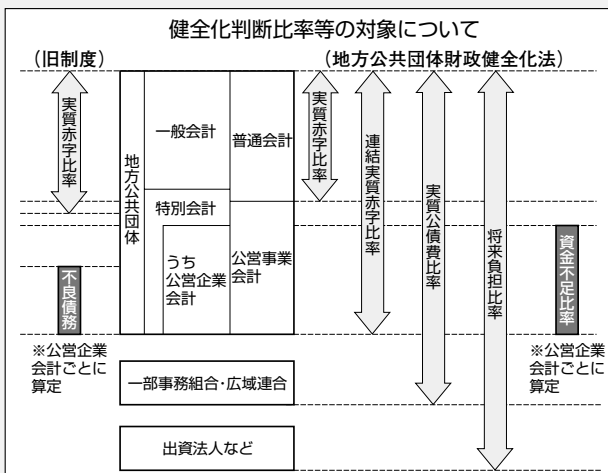 健全化判断比率等の対象について
（旧制度）
（地方公共団体財政健全化法）
実質赤字比率
不良債務
※公営企業
会計ごとに
算定
地方公共団体
一般会計
特別会計
うち
公営企業
会計
普通会計
公営事業
会計
一部事務組合・広域連合
出資法人など
実質赤字比率
連結実質赤字比率
実質公債費比率
将来負担比率
資金不足比率
※公営企業
会計ごとに
算定